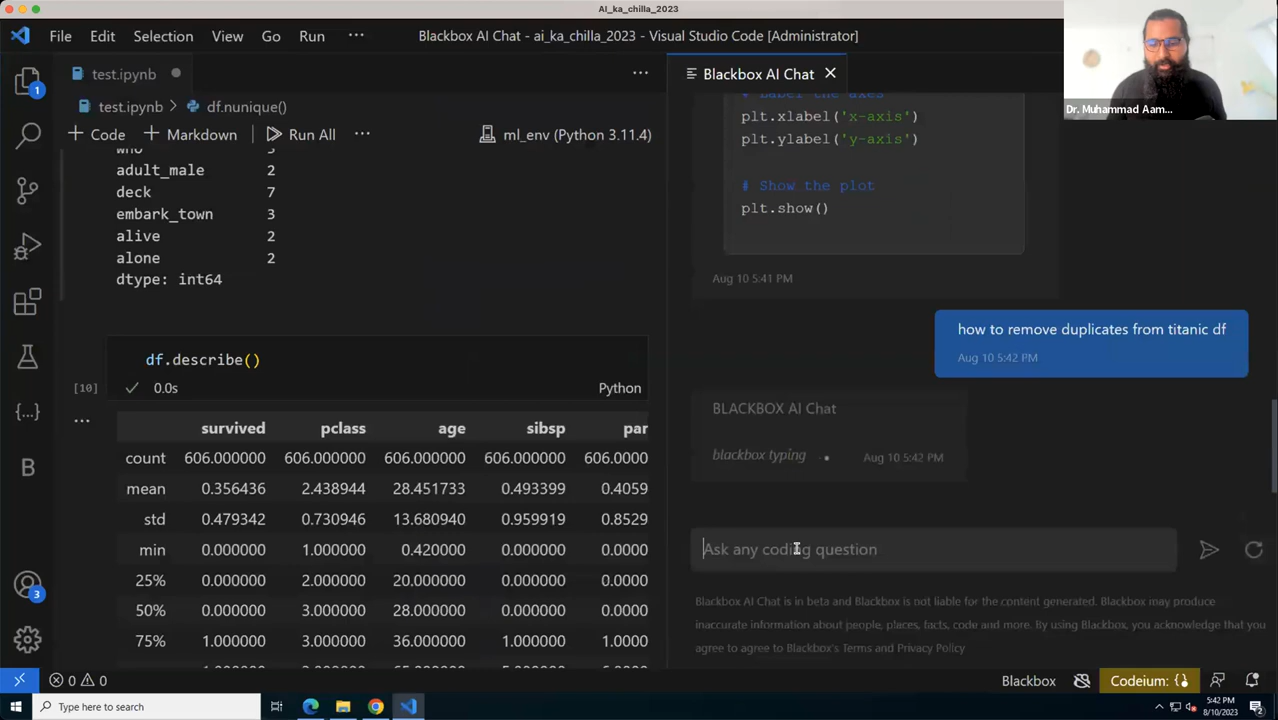 AI_ka_chilla_2023
File Edit Selection View Go Run ···
Blackbox AI Chat - ai_ka_chilla_2023 - Visual Studio Code [Administrator]
Dr. Muhammad Aam...
test.ipynb
test.ipynb > df.nunique()
+ Code + Markdown Run All ···
ml_env (Python 3.11.4)
who 3
adult_male 2
deck 7
embark_town 3
alive 2
alone 2
dtype: int64
df.describe()
[10] 0.0s Python
survived pclass age sibsp par
count 606.000000 606.000000 606.000000 606.000000 606.0000
mean 0.356436 2.438944 28.451733 0.493399 0.4059
std 0.479342 0.730946 13.680940 0.959919 0.8529
min 0.000000 1.000000 0.420000 0.000000 0.0000
25% 0.000000 2.000000 20.000000 0.000000 0.0000
50% 0.000000 3.000000 28.000000 0.000000 0.0000
75% 1.000000 3.000000 36.000000 1.000000 1.0000
Blackbox AI Chat
# Label the axes
plt.xlabel('x-axis')
plt.ylabel('y-axis')
# Show the plot
plt.show()
Aug 10 5:41 PM
how to remove duplicates from titanic df
Aug 10 5:42 PM
BLACKBOX AI Chat
blackbox typing
Aug 10 5:42 PM
Ask any coding question
Blackbox AI Chat is in beta and Blackbox is not liable for the content generated. Blackbox may produce
inaccurate information about people, places, facts, code and more. By using Blackbox, you acknowledge that you
agree to agree to Blackbox's Terms and Privacy Policy
1
{...}
B
3
0 0
Blackbox
Codeium: {}
Type here to search
5:42 PM
8/10/2023
2